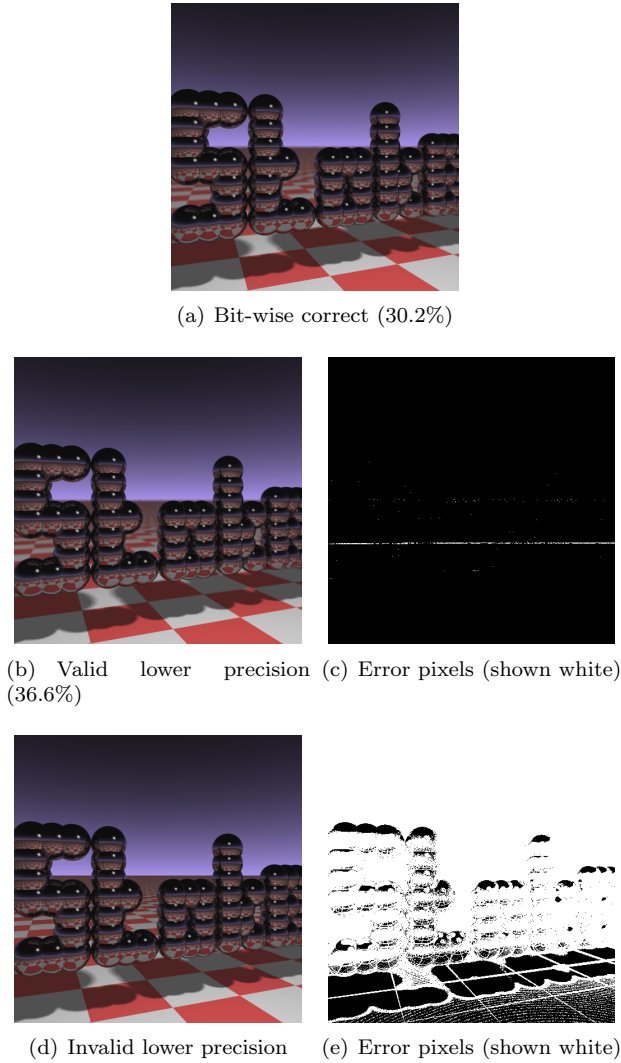 (a) Bit-wise correct (30.2%)
(b) Valid lower precision
(36.6%)
(c) Error pixels (shown white)
(d) Invalid lower precision
(e) Error pixels (shown white)